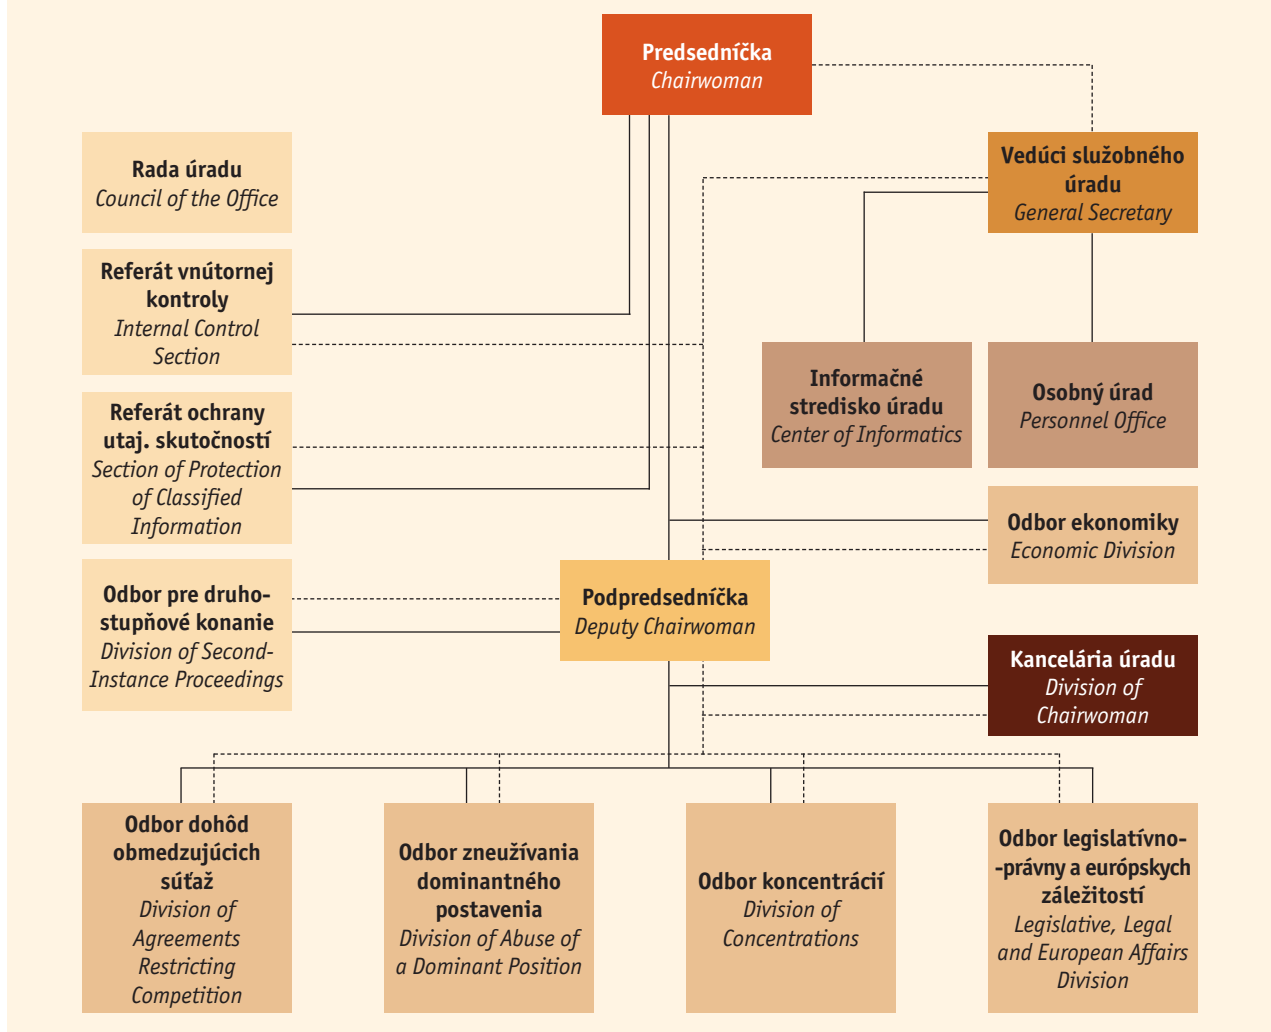 Predsedníčka
Chairwoman
Rada úradu
Council of the Office
Vedúci služobného
úradu
General Secretary
Referát vnútornej
kontroly
Internal Control
Section
Informačné
stredisko úradu
Center of Informatics
Osobný úrad
Personnel Office
Referát ochrany
utaj. skutočností
Section of Protection
of Classified
Information
Odbor ekonomiky
Economic Division
Odbor pre druho-
stupňové konanie
Division of Second-
Instance Proceedings
Podpredsedníčka
Deputy Chairwoman
Kancelária úradu
Division of
Chairwoman
Odbor dohôd
obmedzujúcich
súťaž
Division of
Agreements
Restricting
Competition
Odbor zneužívania
dominantného
postavenia
Division of Abuse of
a Dominant Position
Odbor koncentrácií
Division of
Concentrations
Odbor legislatívno-
-právny a európskych
záležitostí
Legislative, Legal
and European Affairs
Division